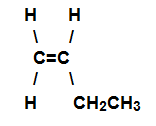 H H
\ \
C=C
/ \
H CH₂CH₃